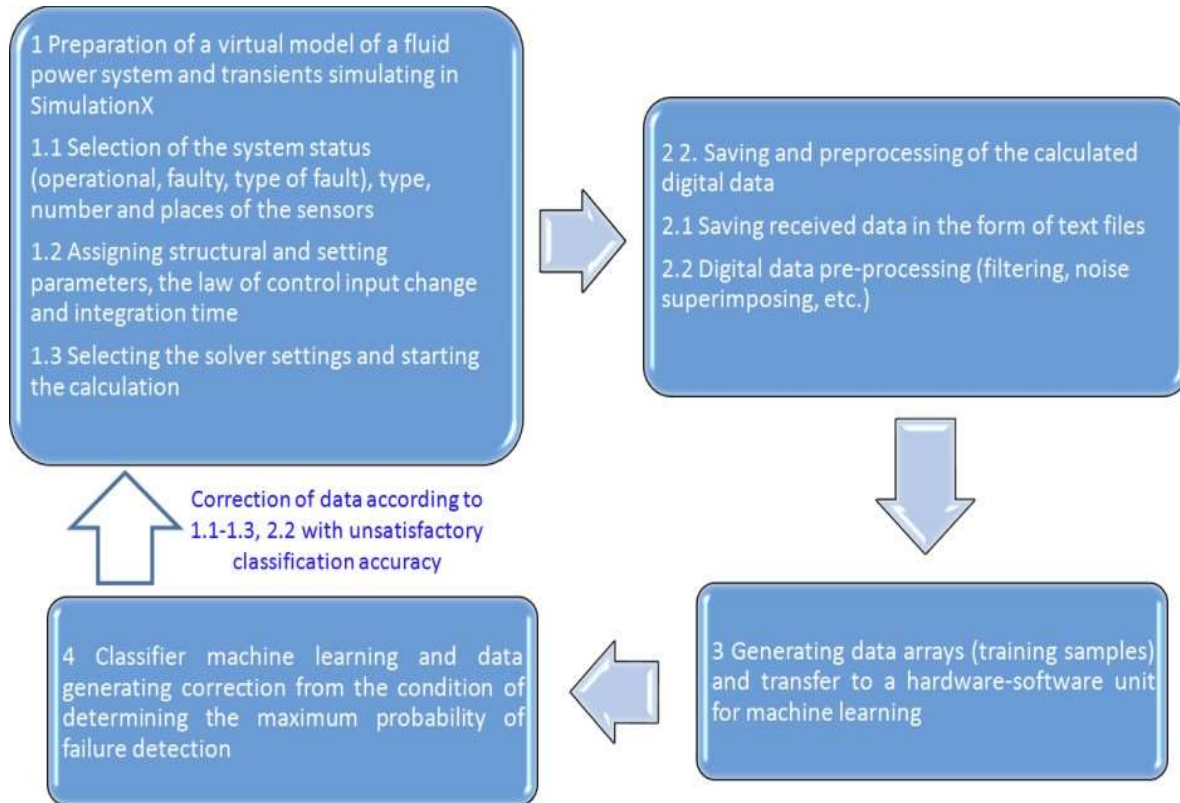 1 Preparation of a virtual model of a fluid
power system and transients simulating in
SimulationX
1.1 Selection of the system status
(operational, faulty, type of fault), type,
number and places of the sensors
1.2 Assigning structural and setting
parameters, the law of control input change
and integration time
1.3 Selecting the solver settings and starting
the calculation
2 2. Saving and preprocessing of the calculated
digital data
2.1 Saving received data in the form of text files
2.2 Digital data pre-processing (filtering, noise
superimposing, etc.)
3 Generating data arrays (training samples)
and transfer to a hardware-software unit
for machine learning
4 Classifier machine learning and data
generating correction from the condition of
determining the maximum probability of
failure detection
Correction of data according to
1.1-1.3, 2.2 with unsatisfactory
classification accuracy